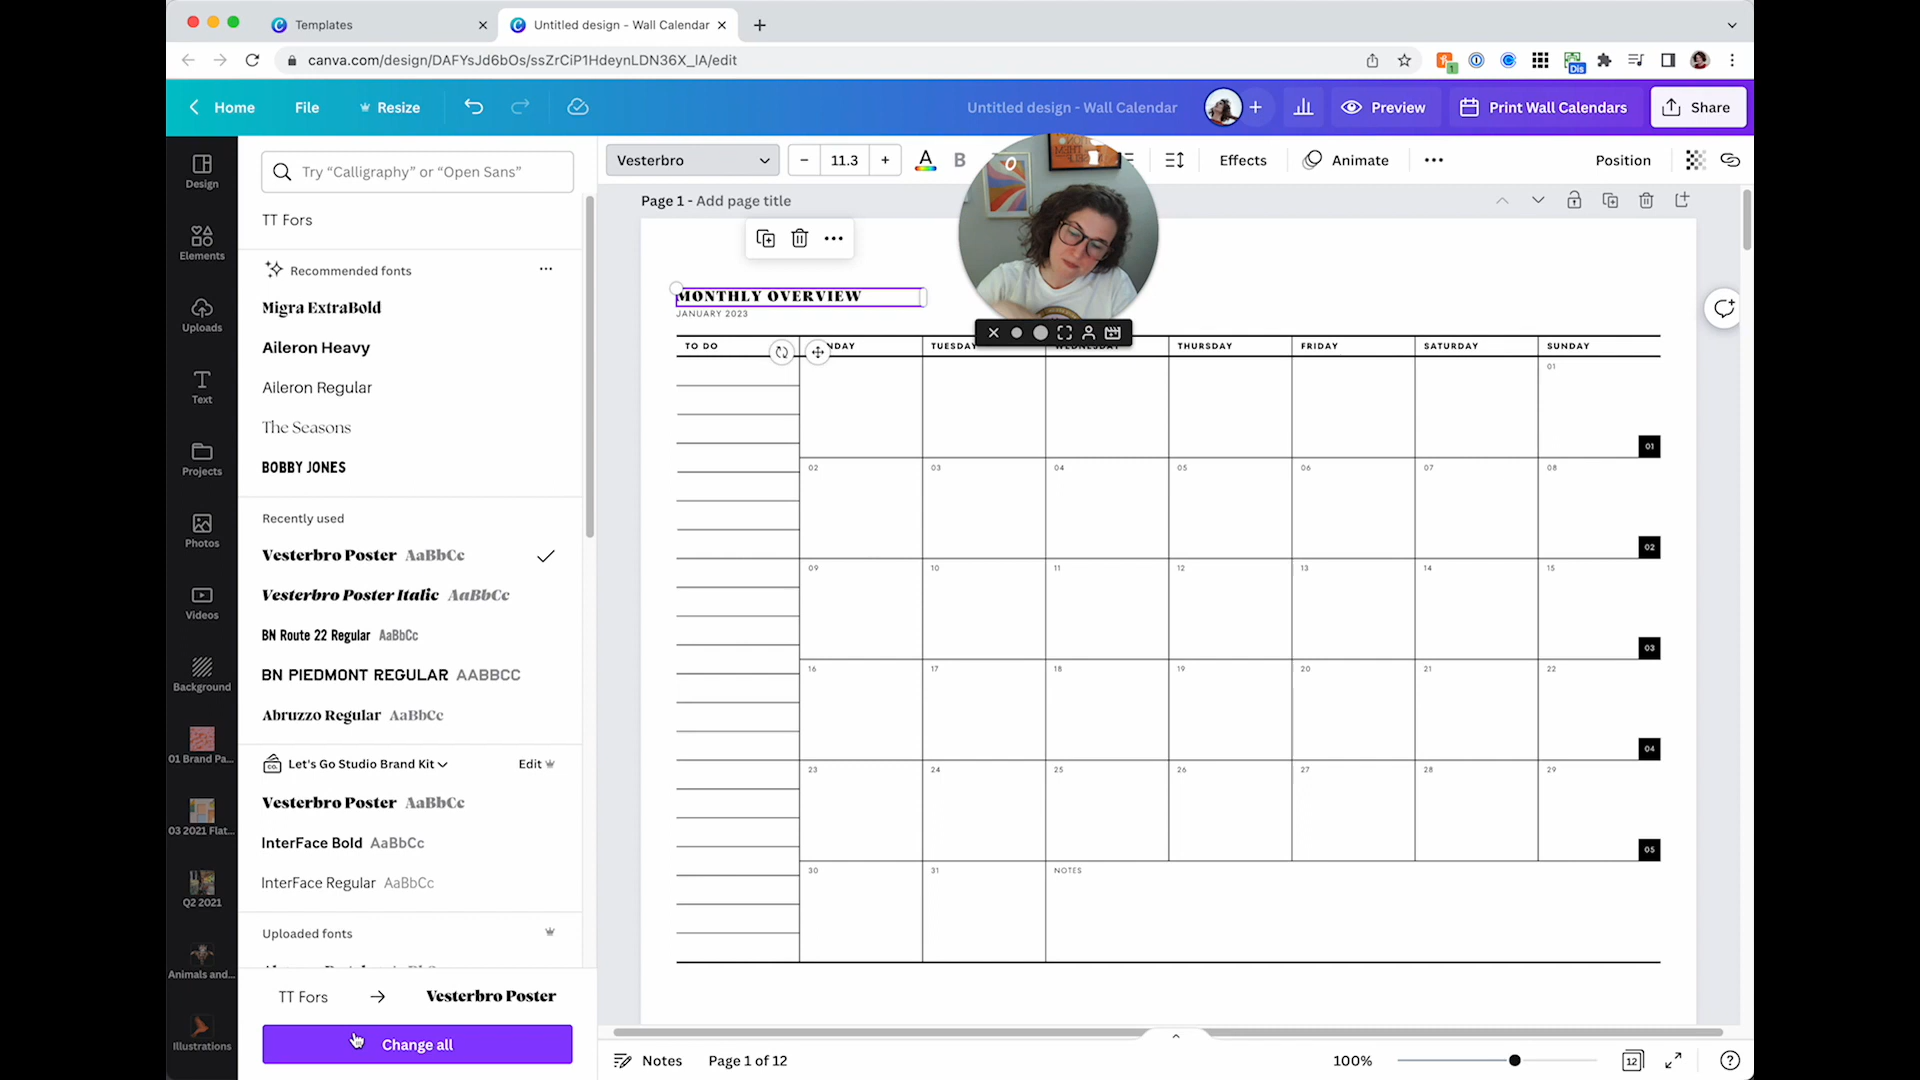 Templates
Untitled design - Wall Calendar
canva.com/design/DAFYsJd6bOs/ssZrCiP1HdeynLDN36X_lA/edit
1
Dis
Home
File
Resize
Untitled design - Wall Calendar
Preview
Print Wall Calendars
Share
Design
Elements
Uploads
Text
Projects
Photos
Videos
Background
01 Brand Pa...
03 2021 Flat...
Q2 2021
Animals and...
Illustrations
Try “Calligraphy” or “Open Sans”
TT Fors
Recommended fonts
Migra ExtraBold
Aileron Heavy
Aileron Regular
The Seasons
BOBBY JONES
Recently used
Vesterbro Poster AaBbCc
Vesterbro Poster Italic AaBbCc
BN Route 22 Regular AaBbCc
BN PIEDMONT REGULAR AABBCC
Abruzzo Regular AaBbCc
CO.
Let's Go Studio Brand Kit
Edit
Vesterbro Poster AaBbCc
InterFace Bold AaBbCc
InterFace Regular AaBbCc
Uploaded fonts
TT Fors → Vesterbro Poster
Change all
Vesterbro
– 11.3 +
A
B
Effects
Animate
Position
Page 1 - Add page title
MONTHLY OVERVIEW
JANUARY 2023
TO DO
NDAY
TUESDAY
WEDNESDAY
THURSDAY
FRIDAY
SATURDAY
SUNDAY
01
01
02 03 04 05 06 07 08
02
09 10 11 12 13 14 15
03
16 17 18 19 20 21 22
04
23 24 25 26 27 28 29
05
30 31 NOTES
Notes
Page 1 of 12
100%
12